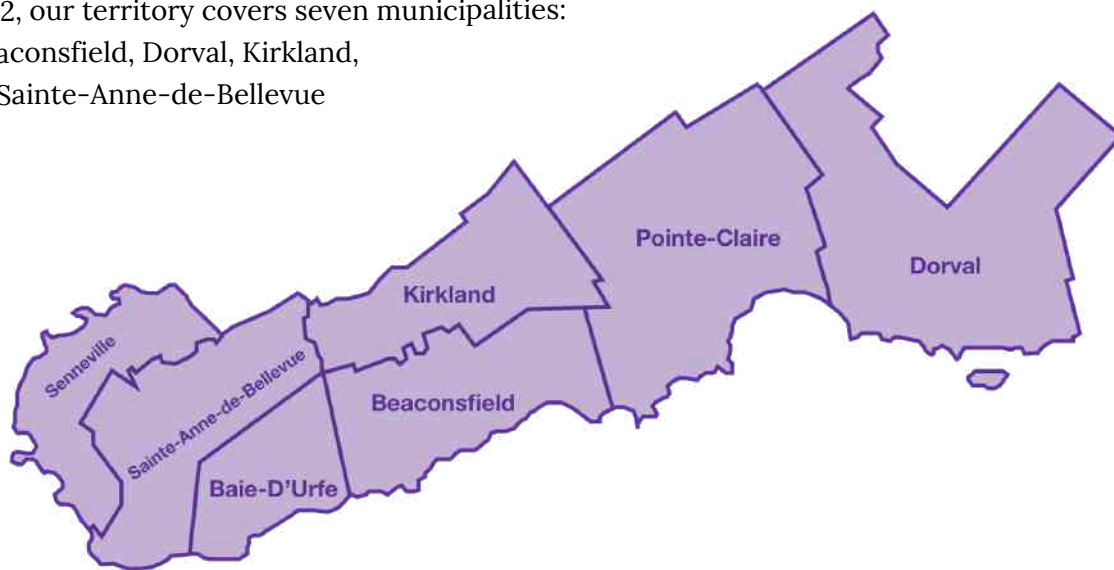 2, our territory covers seven municipalities:
aconsfield, Dorval, Kirkland,
Sainte-Anne-de-Bellevue
Pointe-Claire
Dorval
Kirkland
Senneville
Sainte-Anne-de-Bellevue
Beaconsfield
Baie-D'Urfe